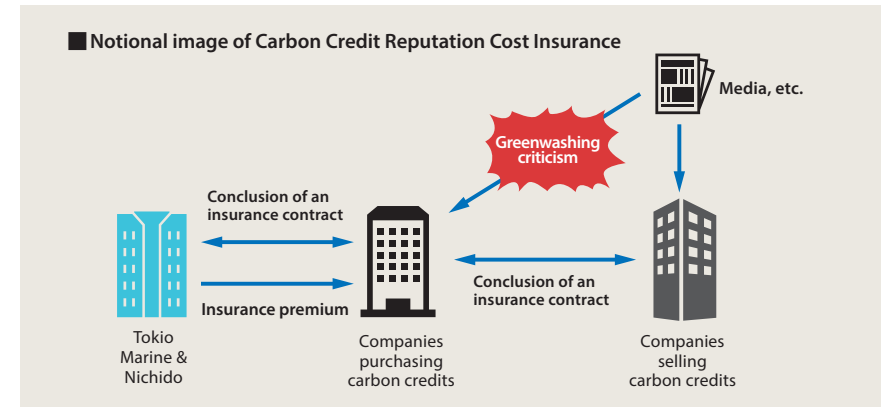 ■ Notional image of Carbon Credit Reputation Cost Insurance
Media, etc.
Greenwashing
criticism
Conclusion of an
insurance contract
Insurance premium
Conclusion of an
insurance contract
Tokio
Marine &
Nichido
Companies
purchasing
carbon credits
Companies
selling
carbon credits